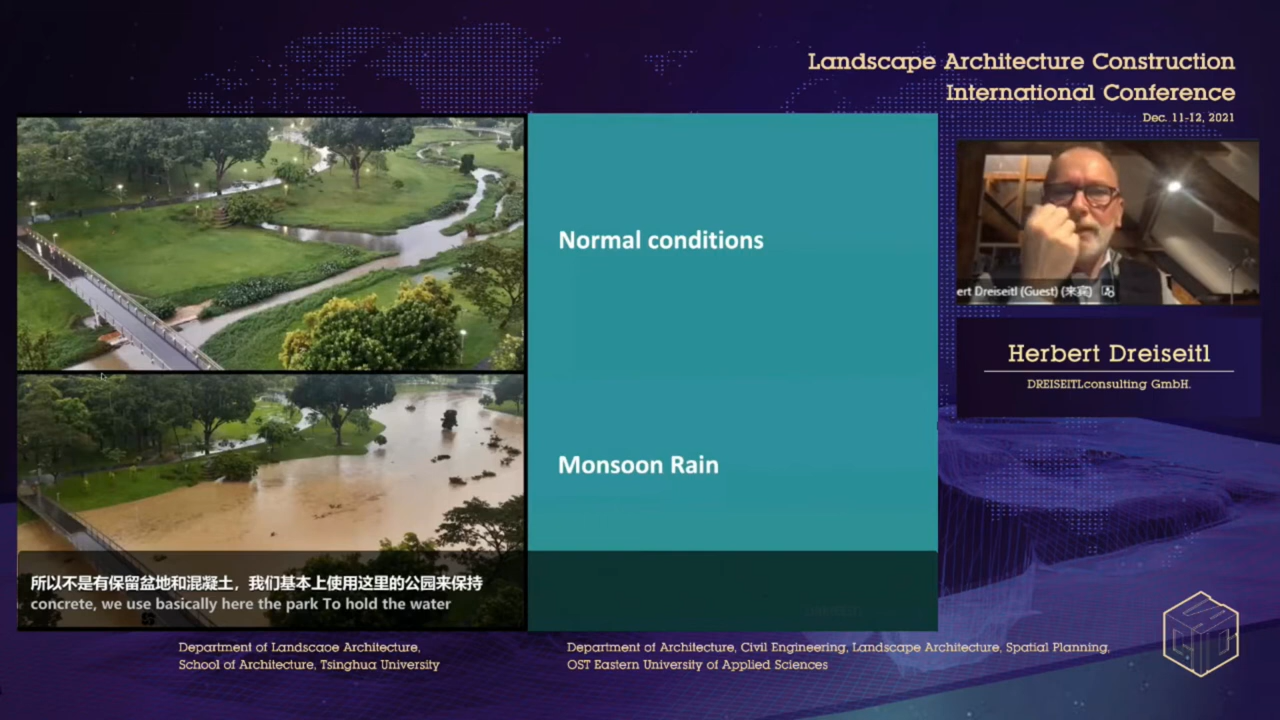 Landscape Architecture Construction
International Conference
Dec. 11-12, 2021
Normal conditions
Monsoon Rain
ert Dreiseitl (Guest) (来宾)
Herbert Dreiseitl
DREISEITLconsulting GmbH.
所以不是有保留盆地和混凝土，我们基本上使用这里的公园来保持
concrete, we use basically here the park To hold the water
Department of Landscaoe Architecture,
School of Architecture, Tsinghua University
Department of Architecture, Civil Engineering, Landscape Architecture, Spatial Planning,
OST Eastern University of Applied Sciences